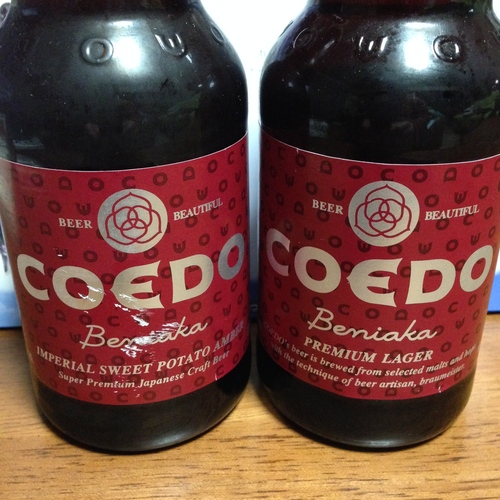 BEER BEAUTIFUL
COEDO
Beniaka
IMPERIAL SWEET POTATO AMBER
Super Premium Japanese Craft Beer
BEER BEAUTIFUL
COEDO
Beniaka
PREMIUM LAGER
COEDO's beer is brewed from selected malts and hops
the technique of beer artisan, braumeister.